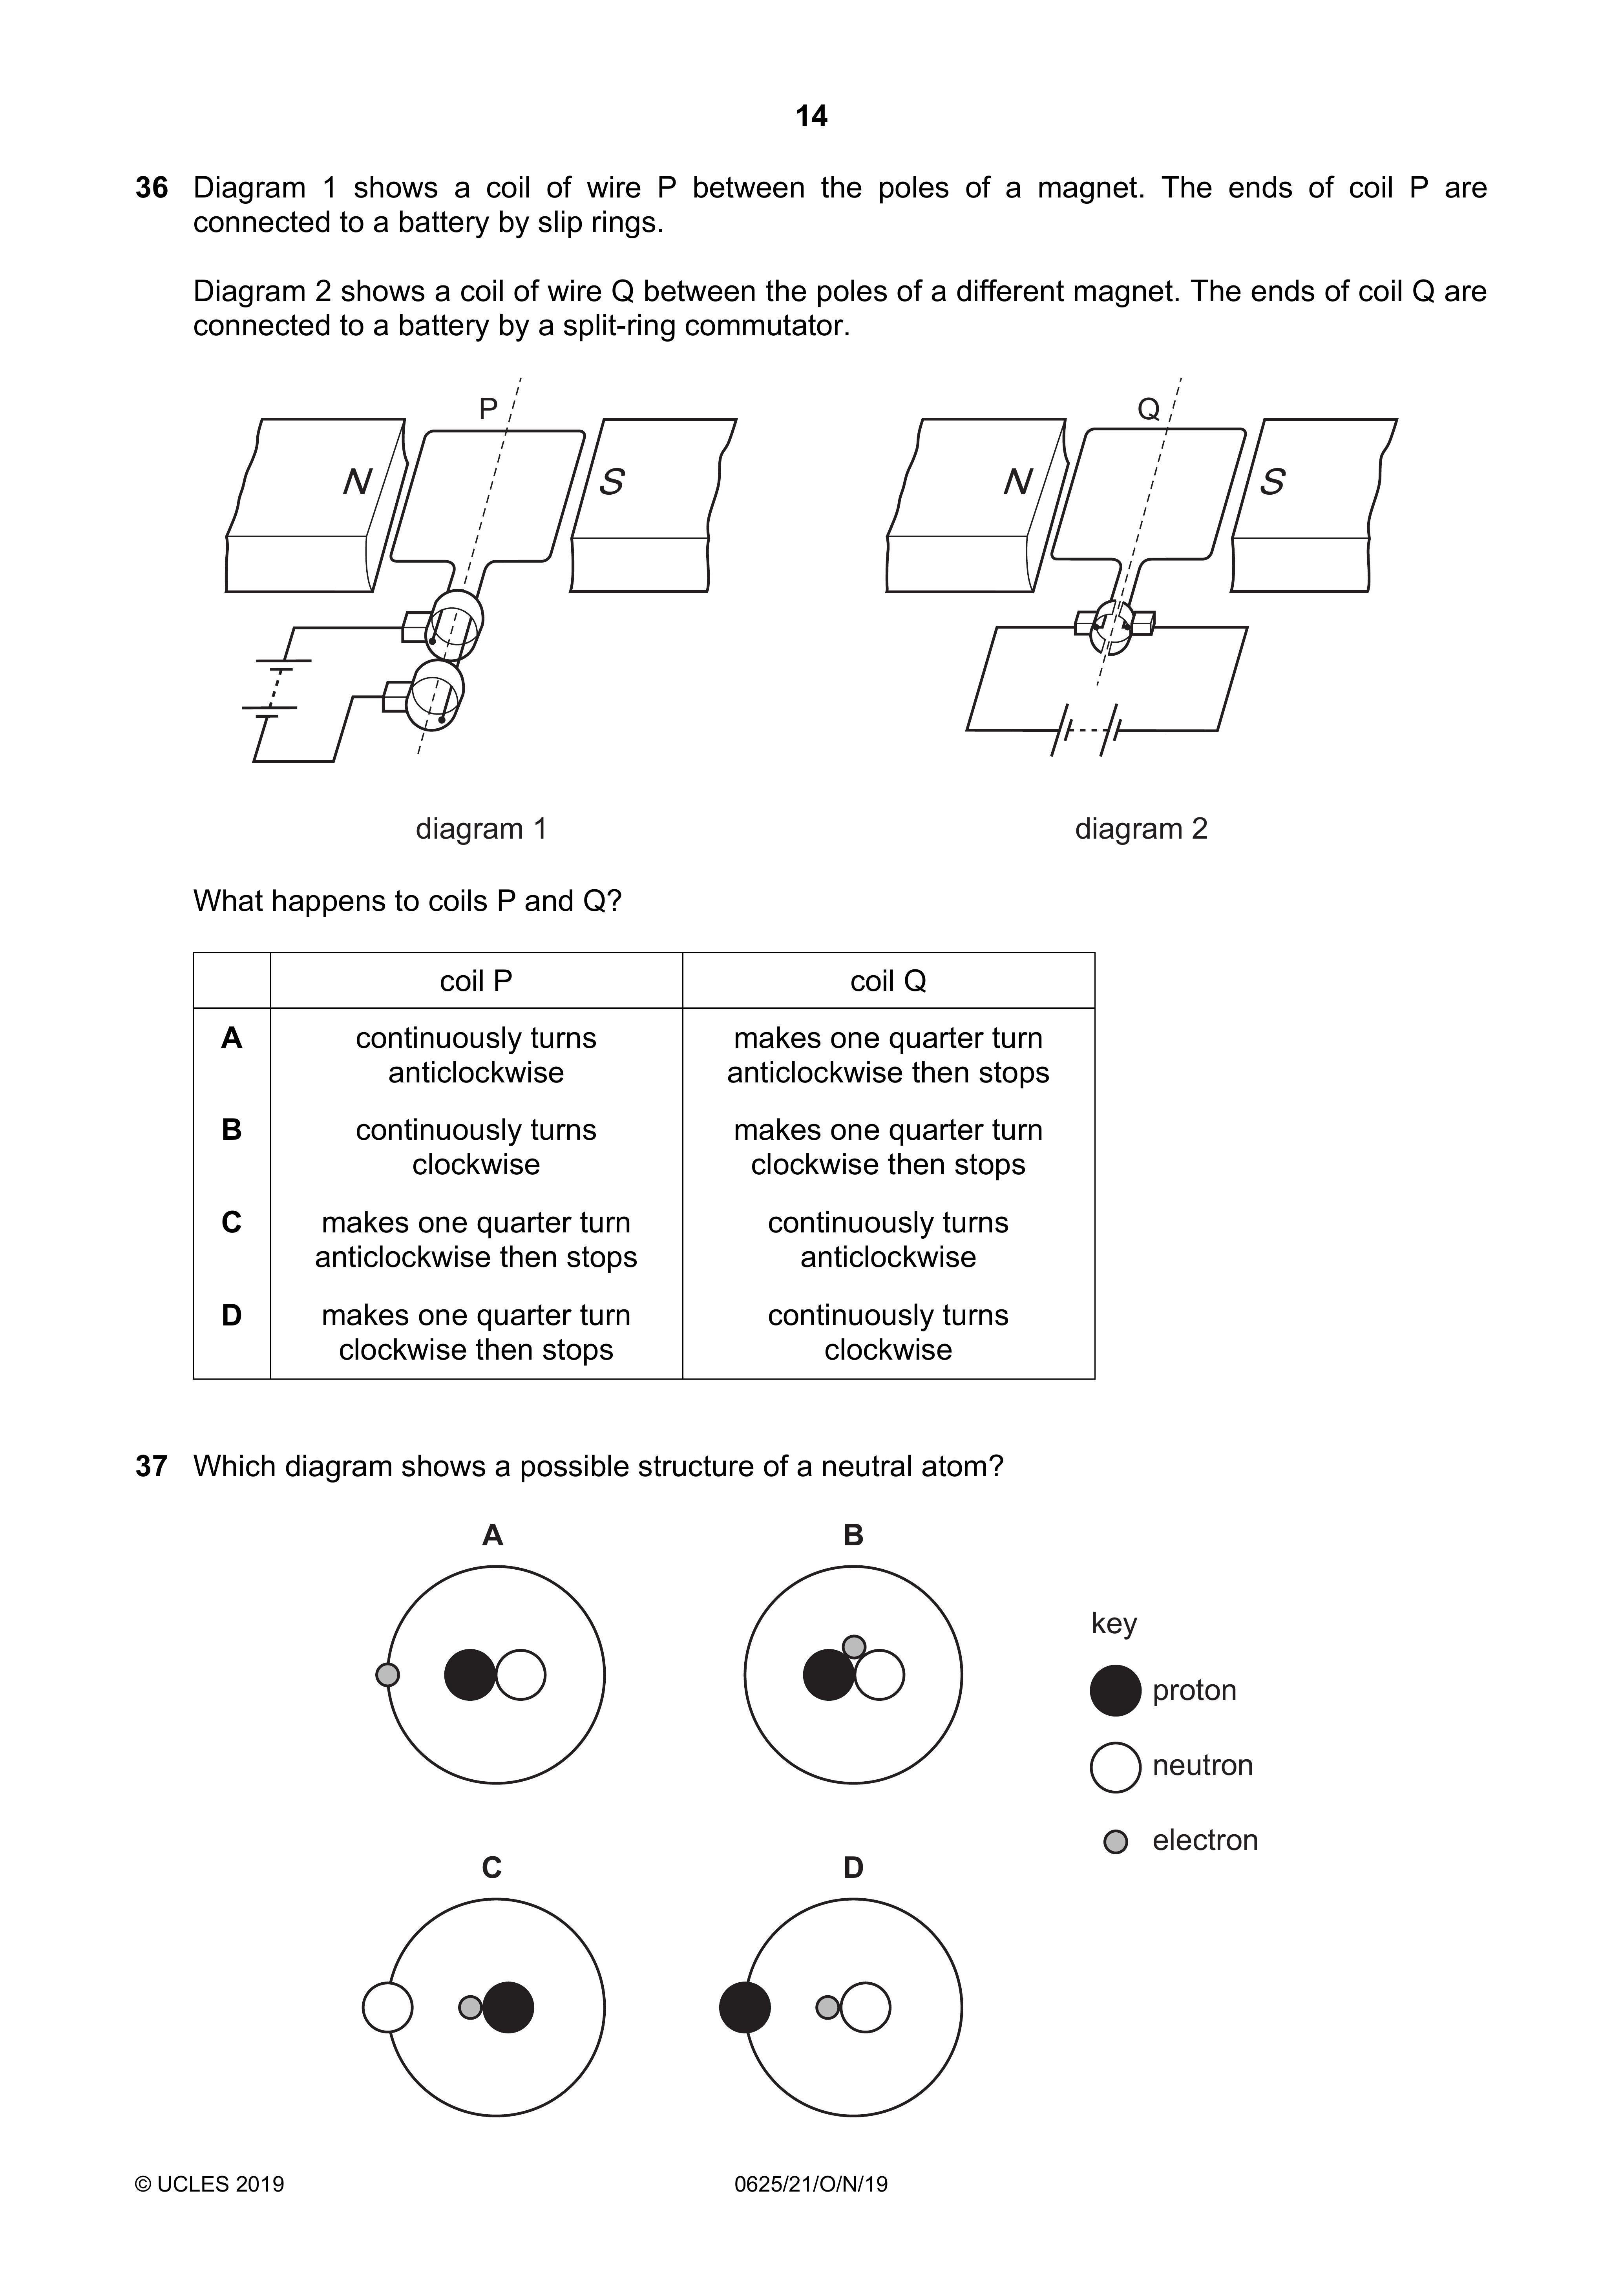 14
36 Diagram 1 shows a coil of wire P between the poles of a magnet. The ends of coil P are
connected to a battery by slip rings.
Diagram 2 shows a coil of wire Q between the poles of a different magnet. The ends of coil Q are
connected to a battery by a split-ring commutator.
P
Q
N
S
N
S
diagram 1
diagram 2
What happens to coils P and Q?
coil P coil Q
A continuously turns makes one quarter turn
anticlockwise anticlockwise then stops
B continuously turns makes one quarter turn
clockwise clockwise then stops
C makes one quarter turn continuously turns
anticlockwise then stops anticlockwise
D makes one quarter turn continuously turns
clockwise then stops clockwise
37 Which diagram shows a possible structure of a neutral atom?
A
B
key
proton
neutron
electron
C
D
© UCLES 2019
0625/21/O/N/19